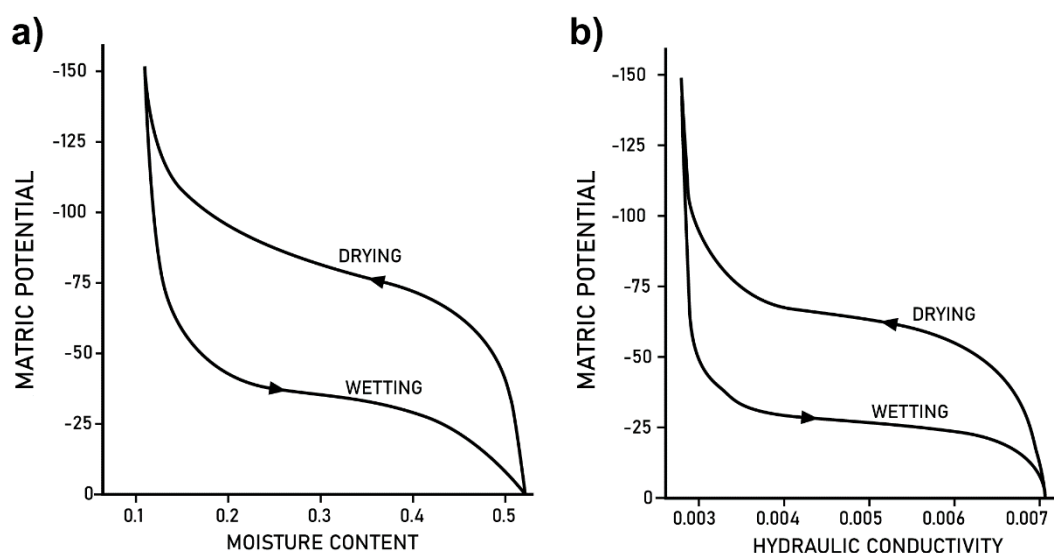 a)
MATRIC POTENTIAL
-150
-125
-100
-75
-50
-25
0
DRYING
WETTING
0.1 0.2 0.3 0.4 0.5
MOISTURE CONTENT
b)
MATRIC POTENTIAL
-150
-125
-100
-75
-50
-25
0
DRYING
WETTING
0.003 0.004 0.005 0.006 0.007
HYDRAULIC CONDUCTIVITY